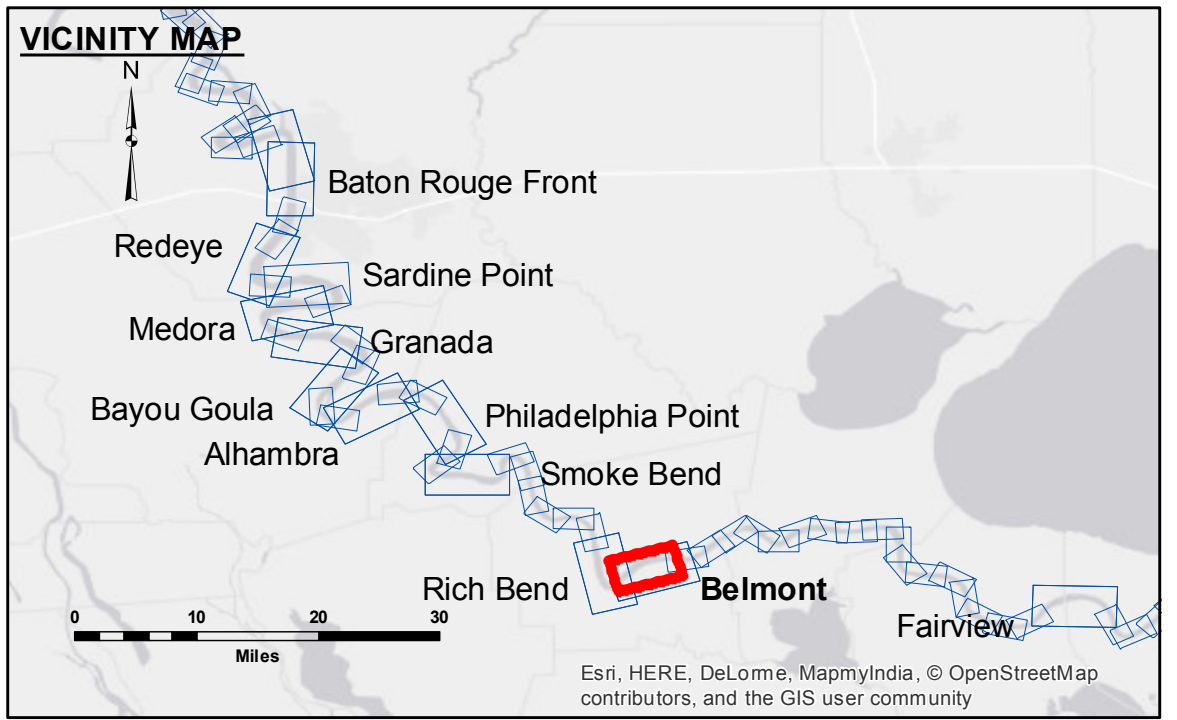 VICINITY MAP
N
Baton Rouge Front
Redeye
Sardine Point
Medora
Granada
Bayou Goula
Philadelphia Point
Alhambra
Smoke Bend
Rich Bend
Belmont
Fairview
0 10 20 30
Miles
Esri, HERE, DeLorme, MapmyIndia, © OpenStreetMap
contributors, and the GIS user community